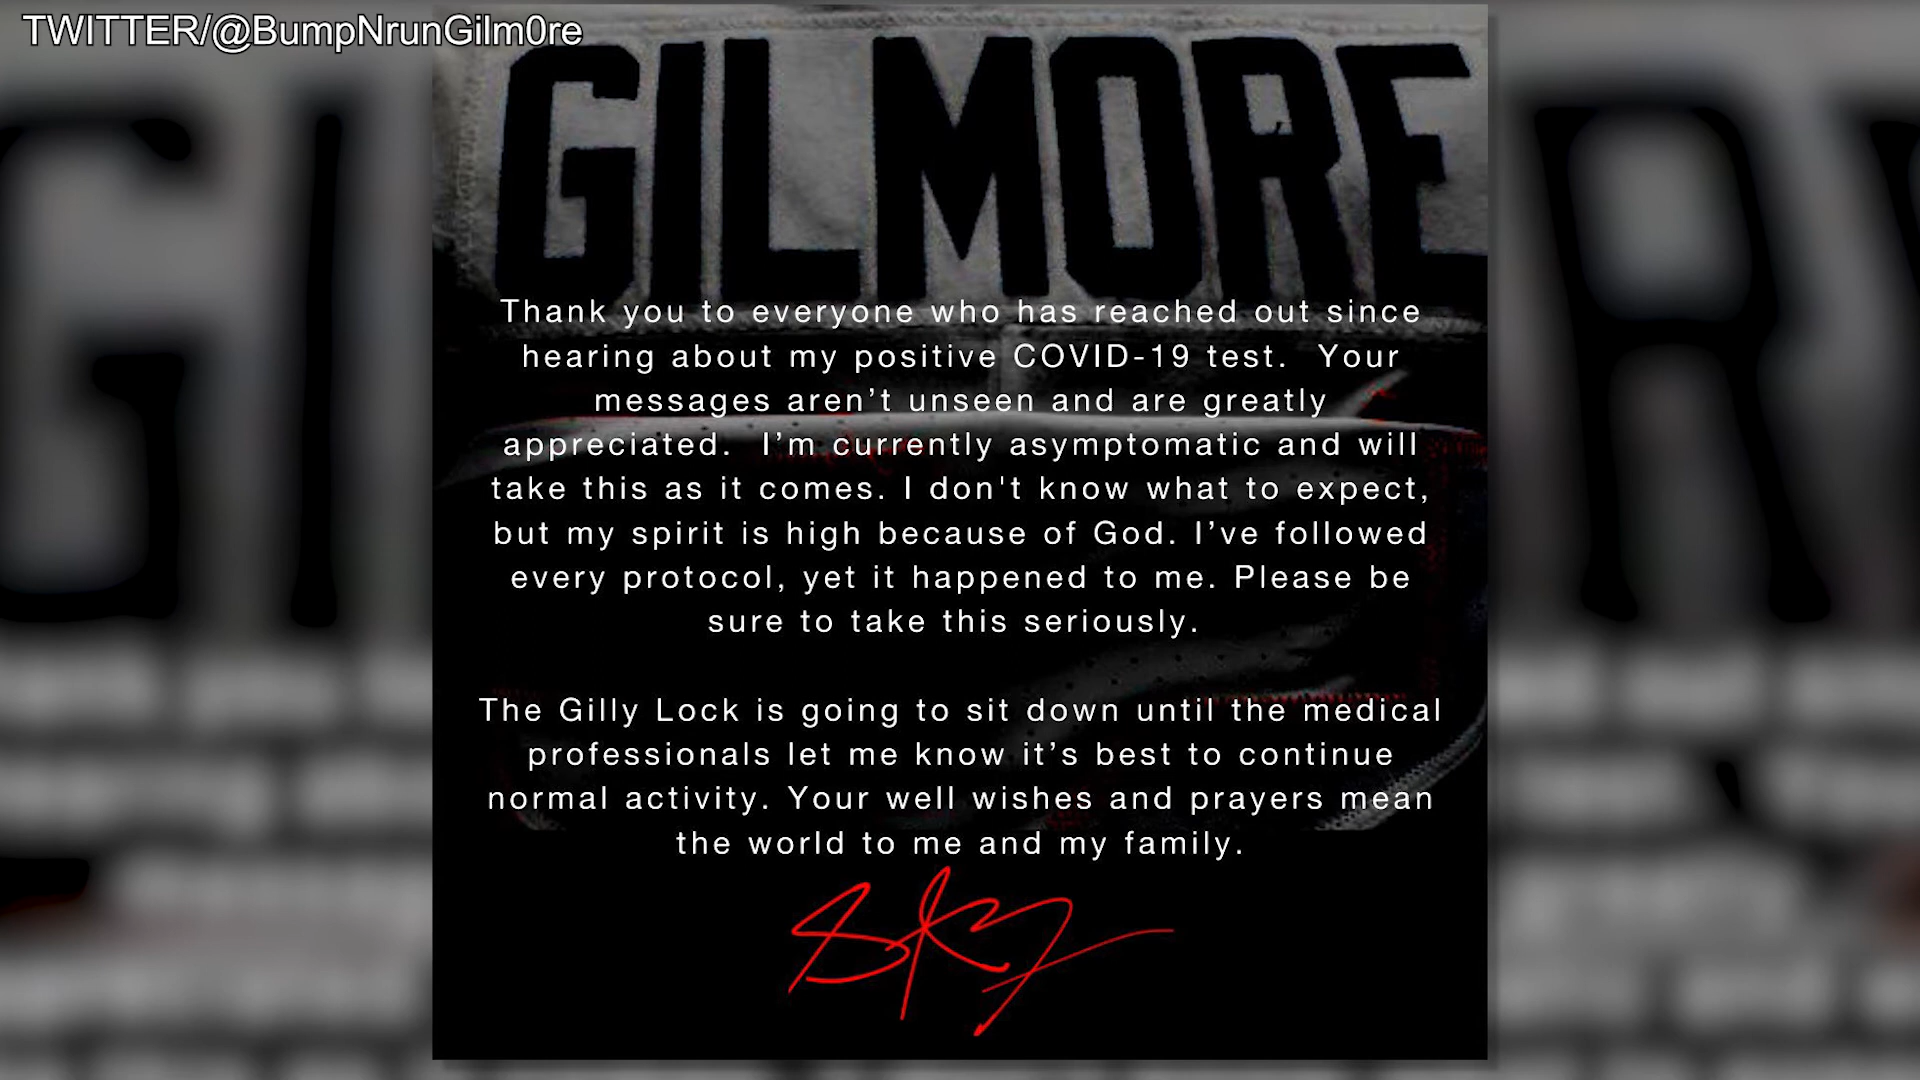 TWITTER/@BumpNrunGilm0re
GILMORE
Thank you to everyone who has reached out since
hearing about my positive COVID-19 test. Your
messages aren’t unseen and are greatly
appreciated. I’m currently asymptomatic and will
take this as it comes. I don't know what to expect,
but my spirit is high because of God. I’ve followed
every protocol, yet it happened to me. Please be
sure to take this seriously.
The Gilly Lock is going to sit down until the medical
professionals let me know it’s best to continue
normal activity. Your well wishes and prayers mean
the world to me and my family.